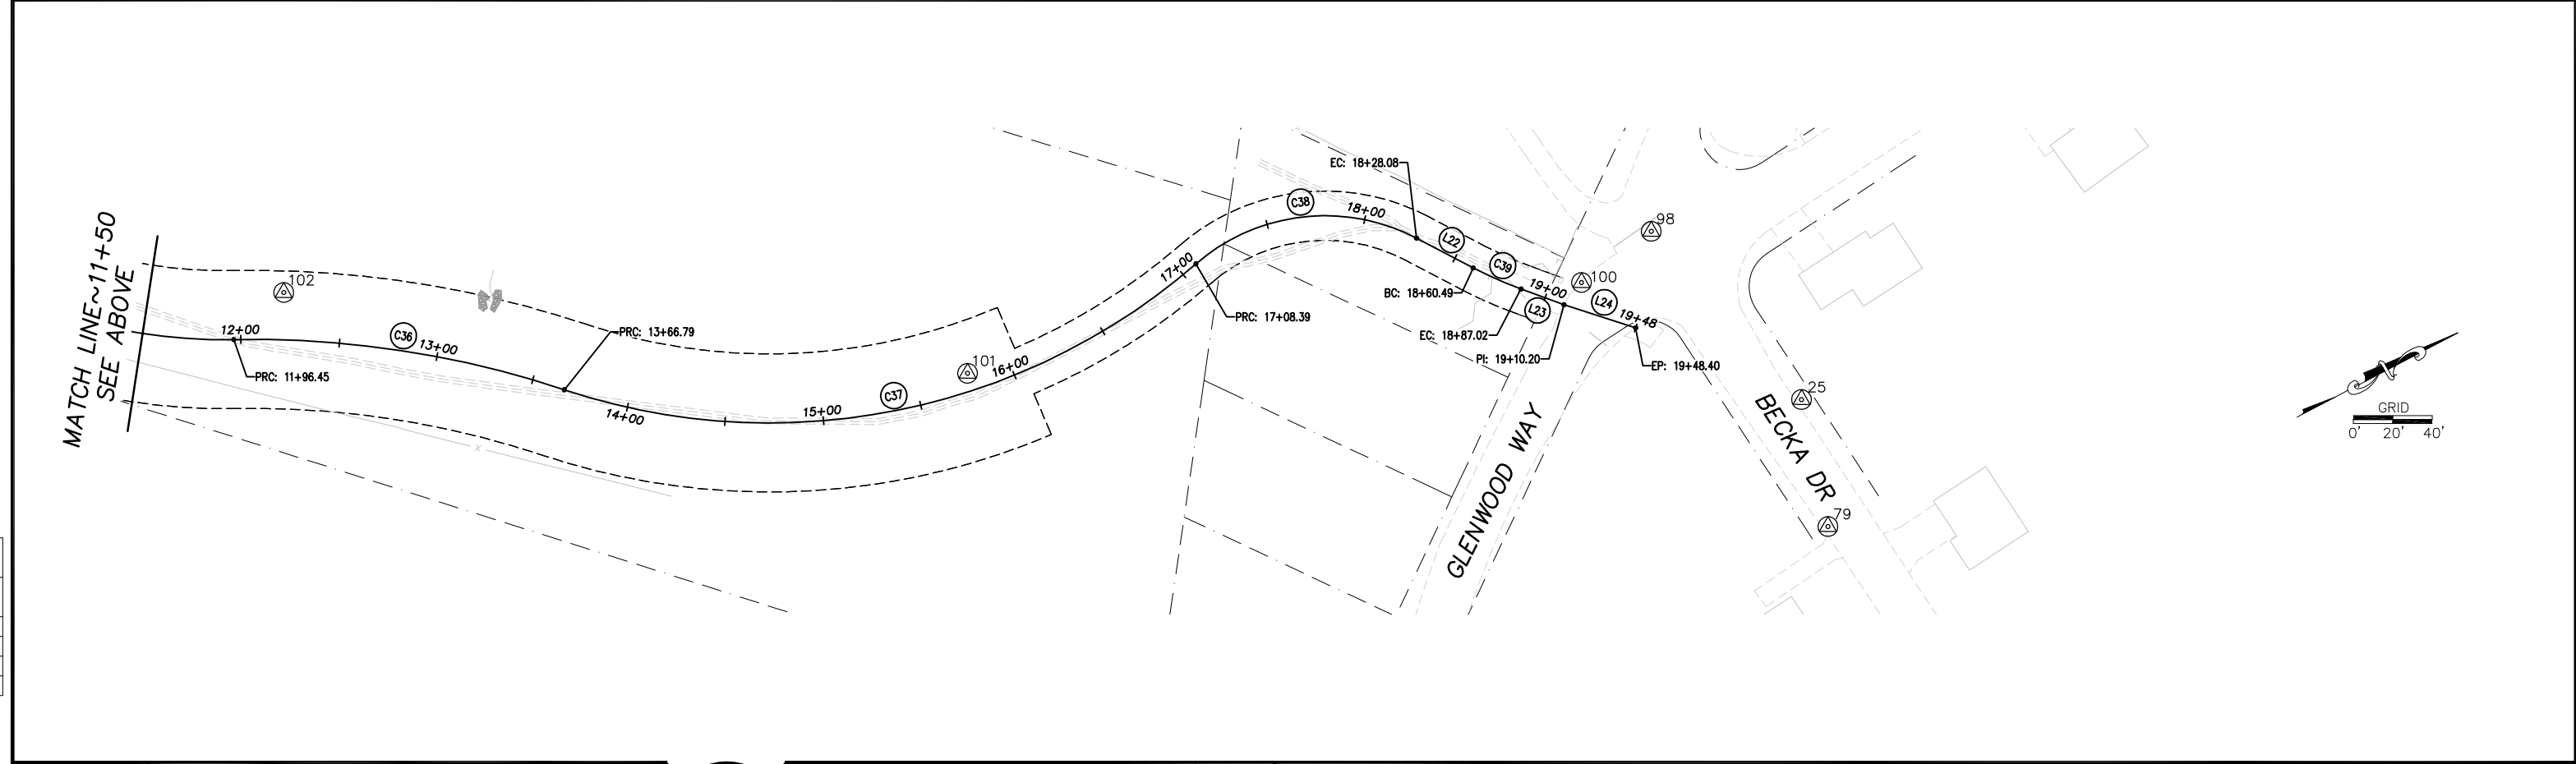 MATCH LINE~11+50
SEE ABOVE
102
12+00
PRC: 11+96.45
C36
13+00
PRC: 13+66.79
14+00
15+00
C37
101
16+00
17+00
PRC: 17+08.39
C38
18+00
EC: 18+28.08
L22
BC: 18+60.49
C39
EC: 18+87.02
19+00
L23
PI: 19+10.20
100
98
L24
19+48
EP: 19+48.40
GLENWOOD WAY
BECKA DR
25
79
x
N
GRID
0' 20' 40'